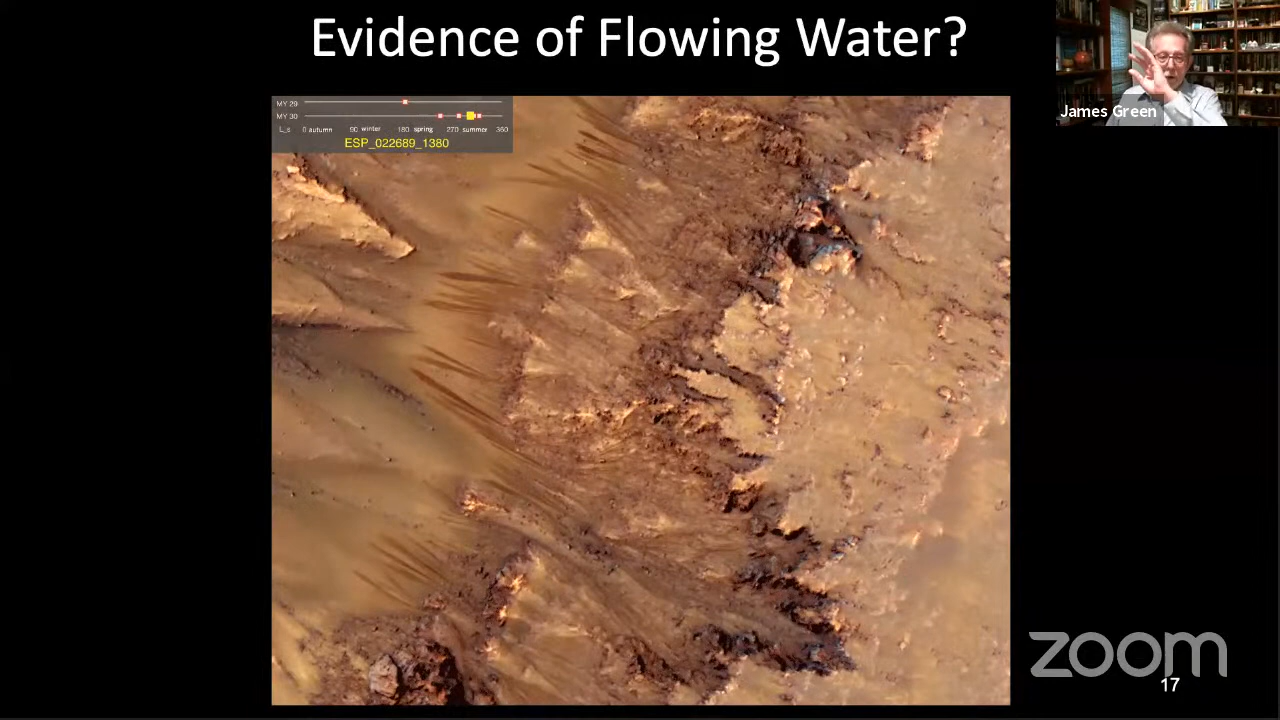 Evidence of Flowing Water?
James Green
MY 29
MY 30
L_s 0 autumn 90 winter 180 spring 270 summer 360
ESP_022689_1380
zoom
17